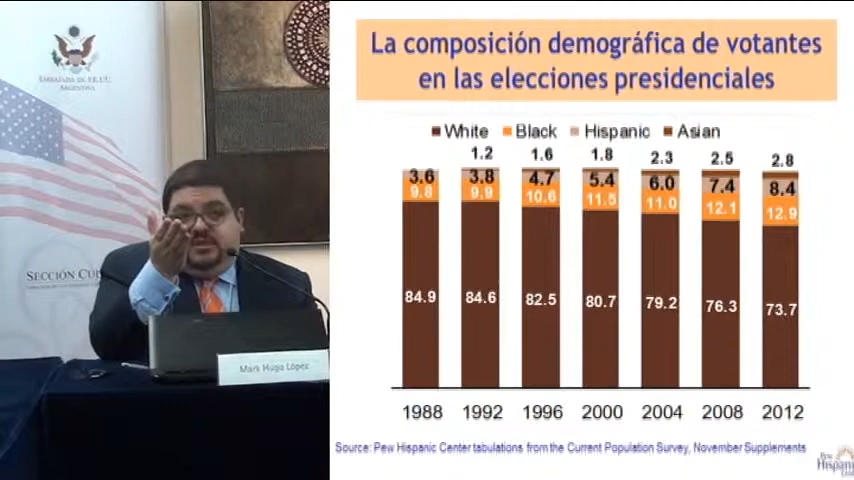 EMBAJADA DE EE.UU.
ARGENTINA
SECCIÓN
Mark Hugo López
La composición demográfica de votantes
en las elecciones presidenciales
White Black Hispanic Asian
1.2 1.6 1.8 2.3 2.5 2.8
3.6 3.8 4.7 5.4 6.0 7.4 8.4
9.8 9.9 10.6 11.5 11.0 12.1 12.9
84.9 84.6 82.5 80.7 79.2 76.3 73.7
1988 1992 1996 2000 2004 2008 2012
Source: Pew Hispanic Center tabulations from the Current Population Survey, November Supplements
Pew